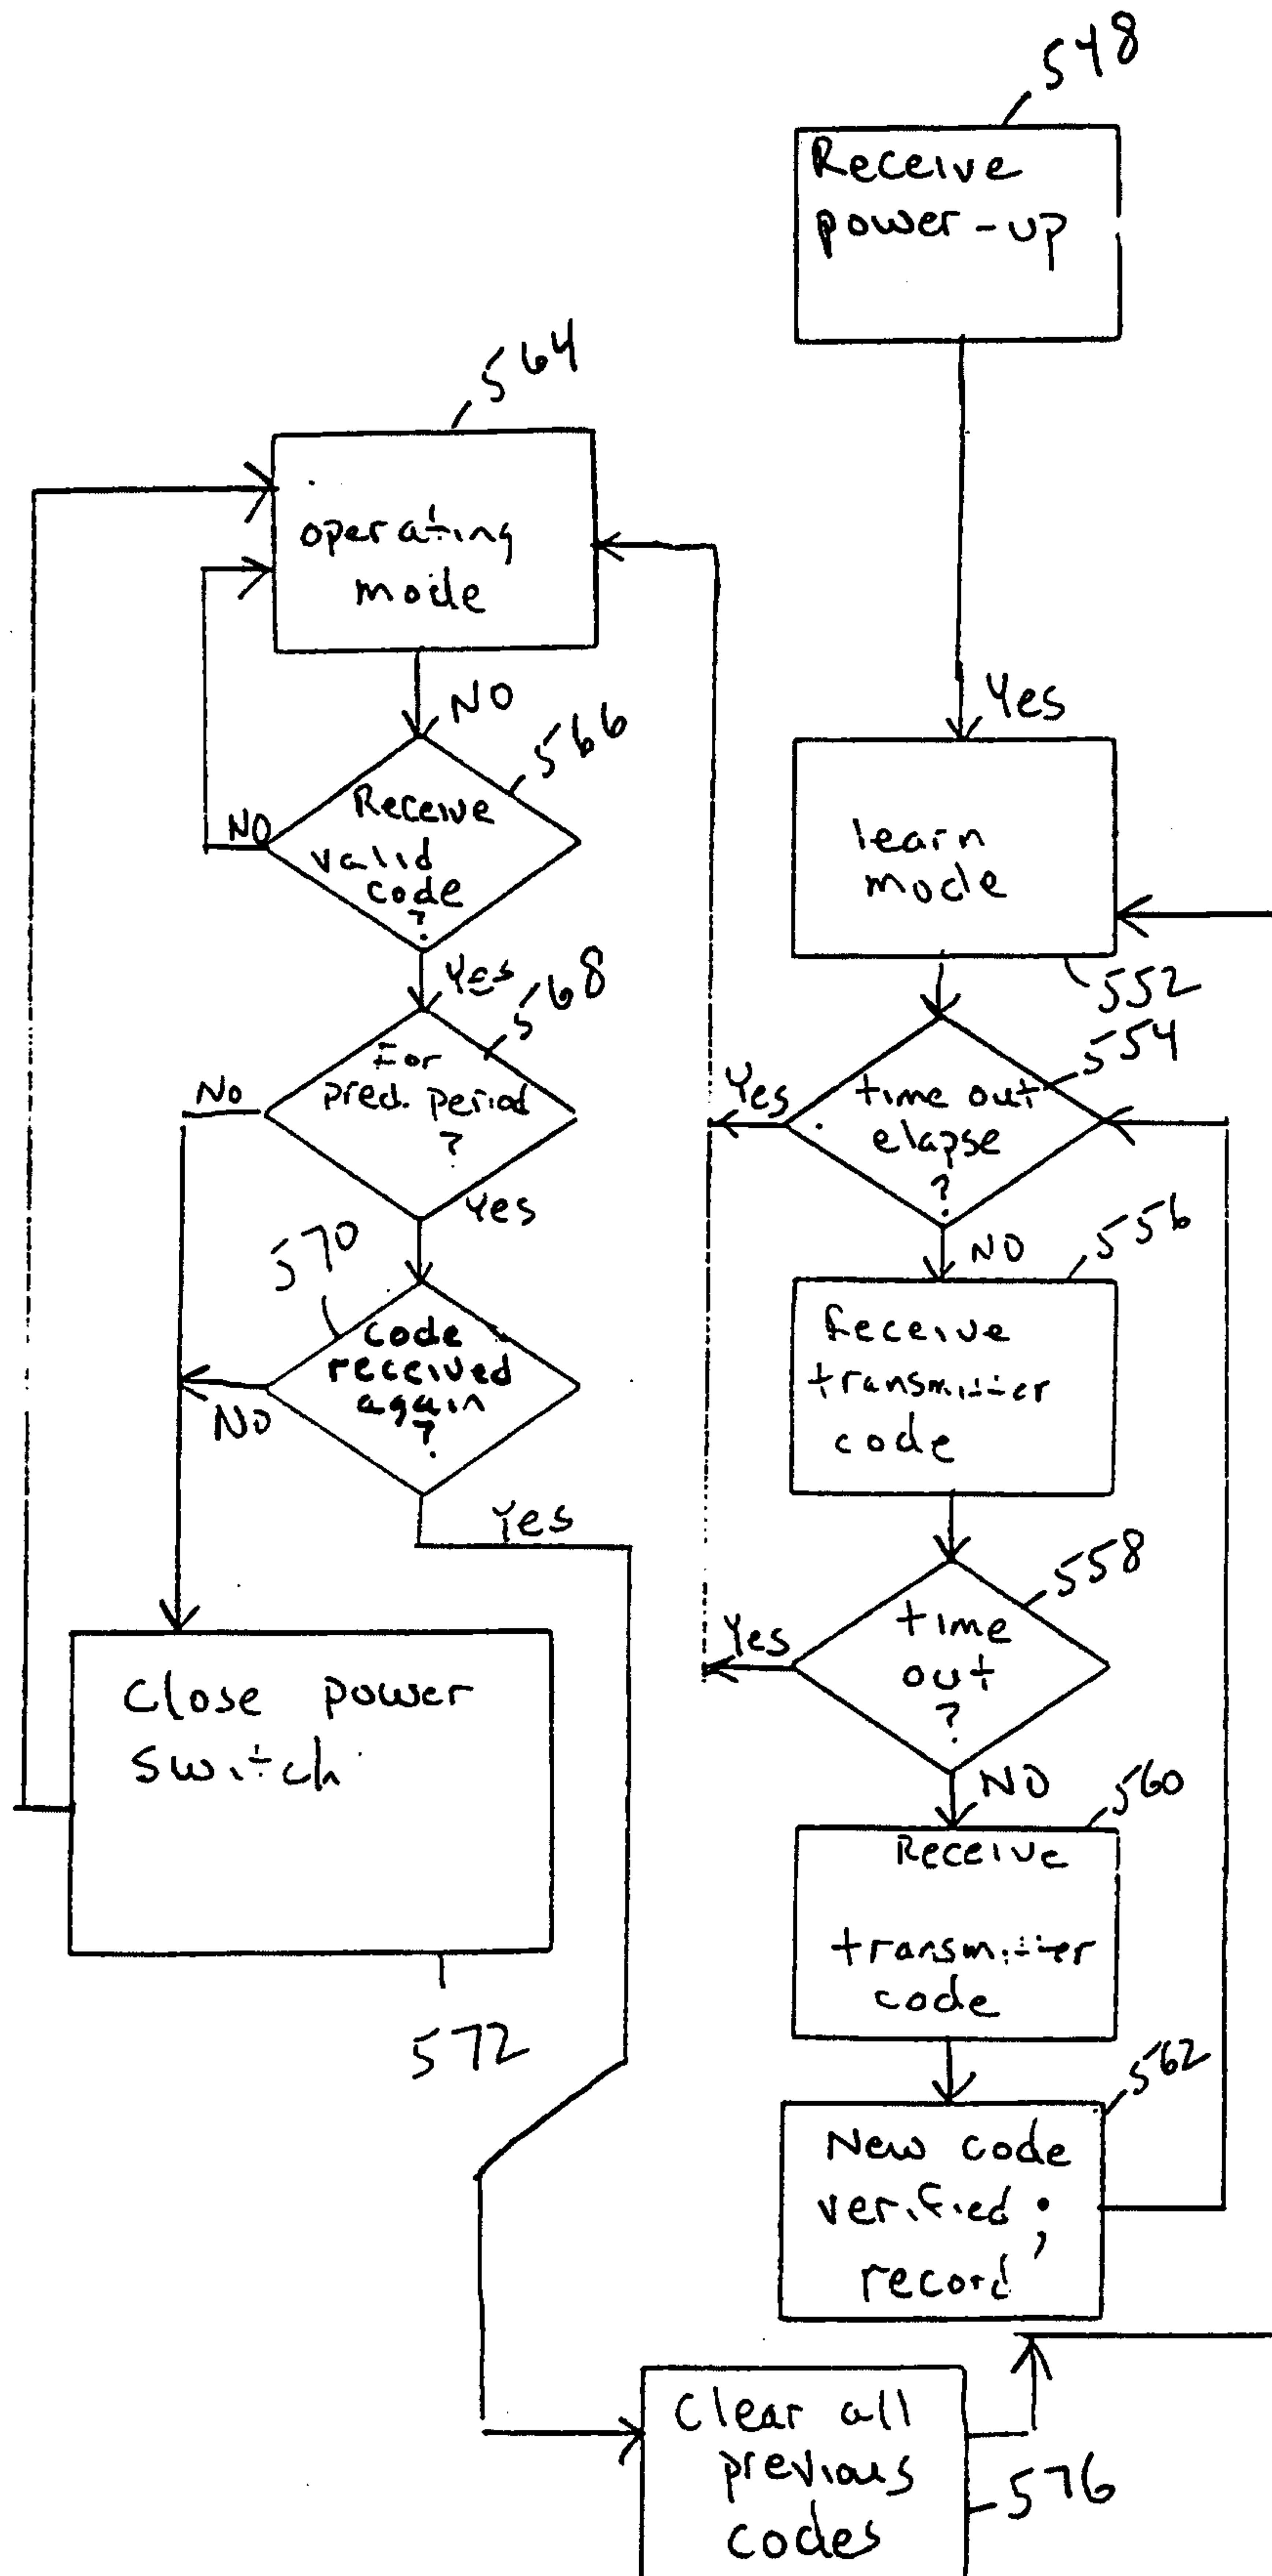 548
Receive
power-up
Yes
564
operating
mode
NO
566
Receive
valid
code
?
NO
Yes
568
For
pred. period
?
No
Yes
570
code
received
again
?
NO
Yes
Close power
switch
572
learn
mode
552
554
time out
elapse
?
Yes
NO
556
Receive
transmitter
code
558
time
out
?
Yes
NO
560
Receive
transmitter
code
562
New code
verified ;
record
Clear all
previous
codes
576